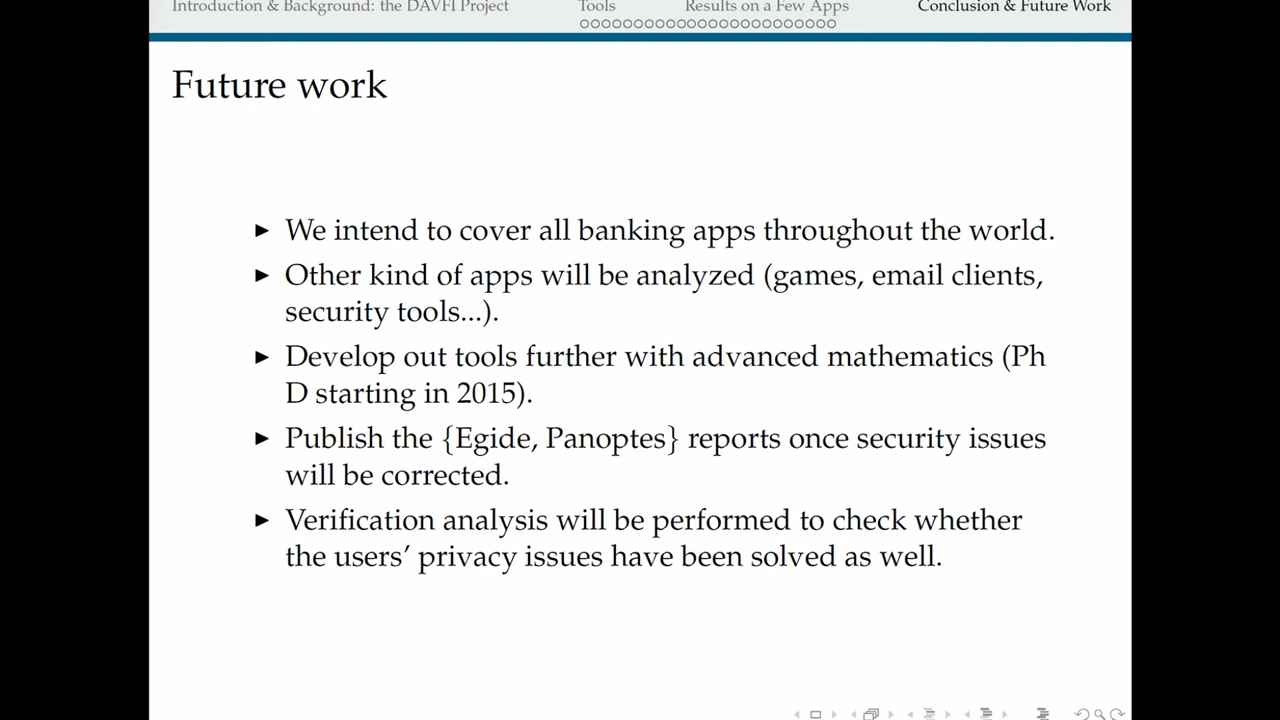 Introduction & Background: the DAVFI Project Tools Results on a Few Apps Conclusion & Future Work
Future work
► We intend to cover all banking apps throughout the world.
► Other kind of apps will be analyzed (games, email clients,
security tools...).
► Develop out tools further with advanced mathematics (Ph
D starting in 2015).
► Publish the {Egide, Panoptes} reports once security issues
will be corrected.
► Verification analysis will be performed to check whether
the users’ privacy issues have been solved as well.